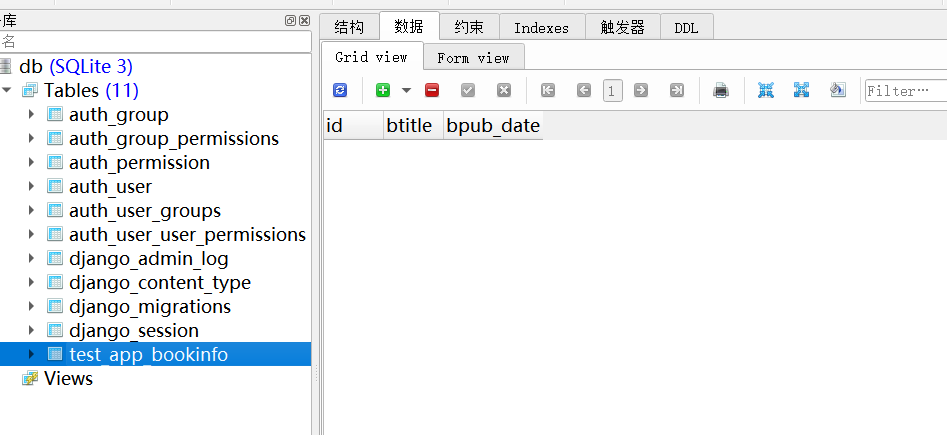 库
名
db (SQLite 3)
Tables (11)
auth_group
auth_group_permissions
auth_permission
auth_user
auth_user_groups
auth_user_user_permissions
django_admin_log
django_content_type
django_migrations
django_session
test_app_bookinfo
Views
结构 数据 约束 Indexes 触发器 DDL
Grid view Form view
1 Filter…
id btitle bpub_date